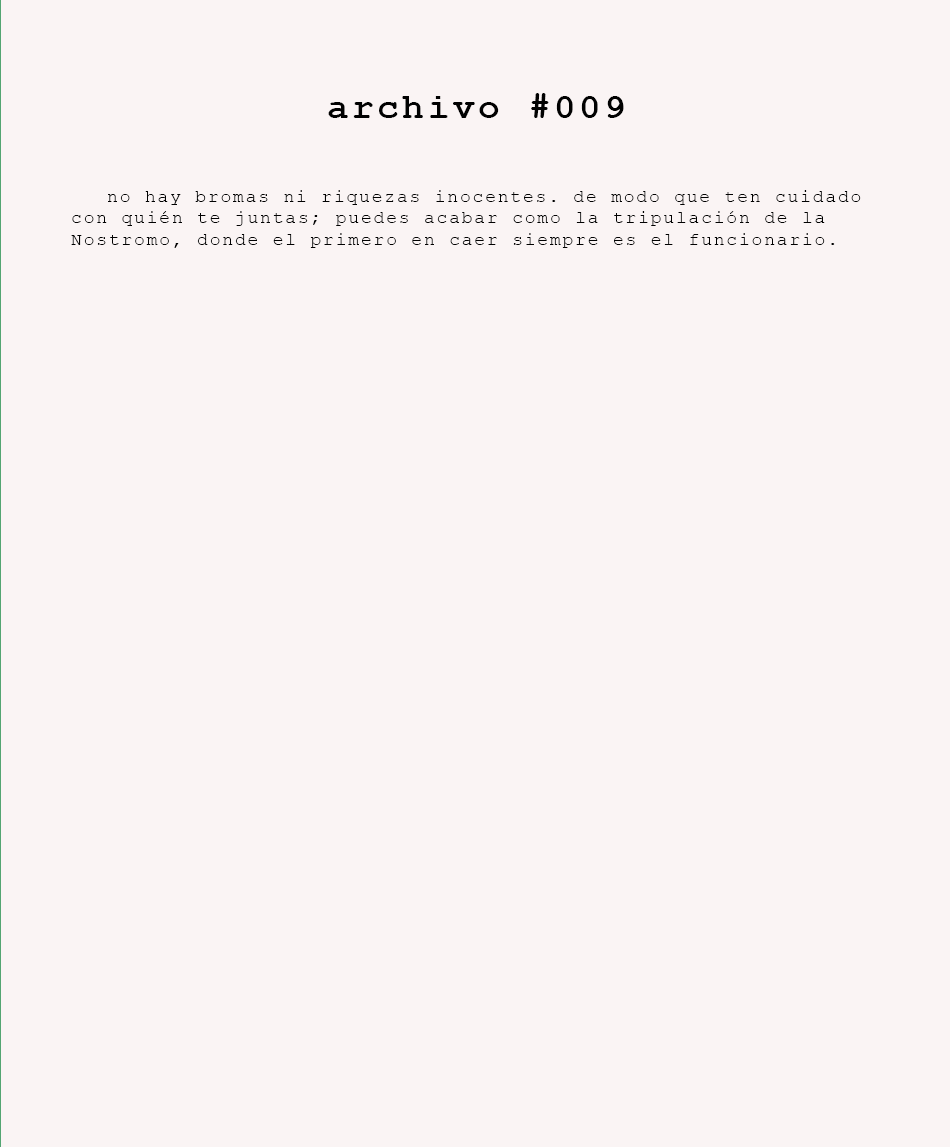 archivo #009
no hay bromas ni riquezas inocentes. de modo que ten cuidado
con quién te juntas; puedes acabar como la tripulación de la
Nostromo, donde el primero en caer siempre es el funcionario.